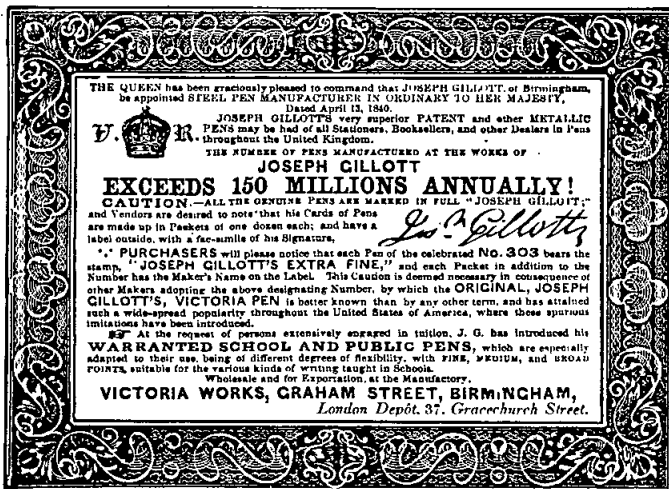 THE QUEEN has been graciously pleased to command that JOSEPH GILLOTT, of Birmingham,
be appointed STEEL PEN MANUFACTURER IN ORDINARY TO HER MAJESTY,
Dated April 13, 1840.
V. R.
JOSEPH GILLOTT'S very superior PATENT and other METALLIC
PENS may be had of all Stationers, Booksellers, and other Dealers in Pens
throughout the United Kingdom.
THE NUMBER OF PENS MANUFACTURED AT THE WORKS OF
JOSEPH GILLOTT
EXCEEDS 150 MILLIONS ANNUALLY!
CAUTION.—ALL THE GENUINE PENS ARE MARKED IN FULL "JOSEPH GILLOTT;"
and Vendors are desired to note that his Cards of Pens
are made up in Packets of one dozen each; and have a
label outside, with a fac-simile of his Signature,
Jos. Gillott
PURCHASERS will please notice that each Pen of the celebrated No. 303 bears the
stamp, "JOSEPH GILLOTT'S EXTRA FINE," and each Packet in addition to the
Number has the Maker's Name on the Label. This Caution is deemed necessary in consequence of
other Makers adopting the above designating Number, by which the ORIGINAL, JOSEPH
GILLOTT'S, VICTORIA PEN is better known than by any other term, and has attained
such a wide-spread popularity throughout the United States of America, where these spurious
imitations have been introduced.
☞ At the request of persons extensively engaged in tuition, J. G. has introduced his
WARRANTED SCHOOL AND PUBLIC PENS, which are especially
adapted to their use, being of different degrees of flexibility, with FINE, MEDIUM, and BROAD
POINTS, suitable for the various kinds of writing taught in Schools.
Wholesale and for Exportation, at the Manufactory,
VICTORIA WORKS, GRAHAM STREET, BIRMINGHAM,
London Depôt, 37, Gracechurch Street.